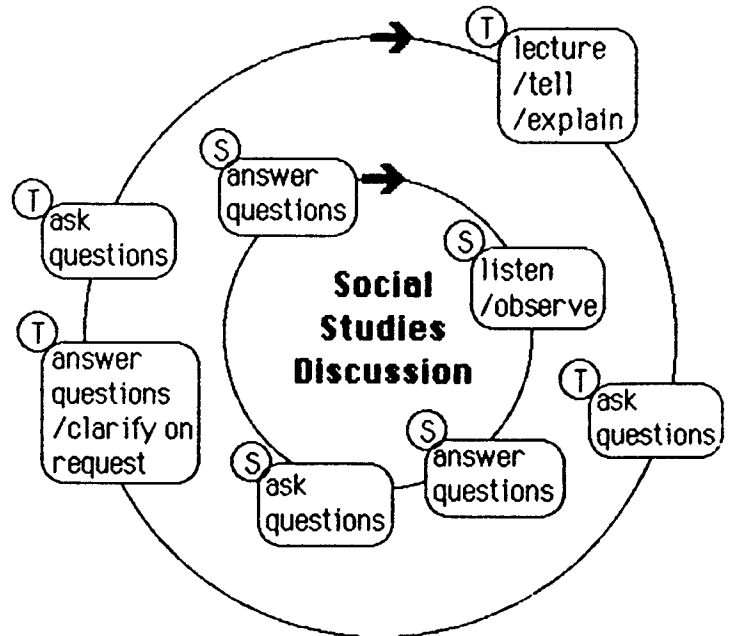 T
lecture
/tell
/explain
S
answer
questions
T
ask
questions
S
listen
/observe
Social
Studies
Discussion
T
answer
questions
/clarify on
request
T
ask
questions
S
answer
questions
S
ask
questions